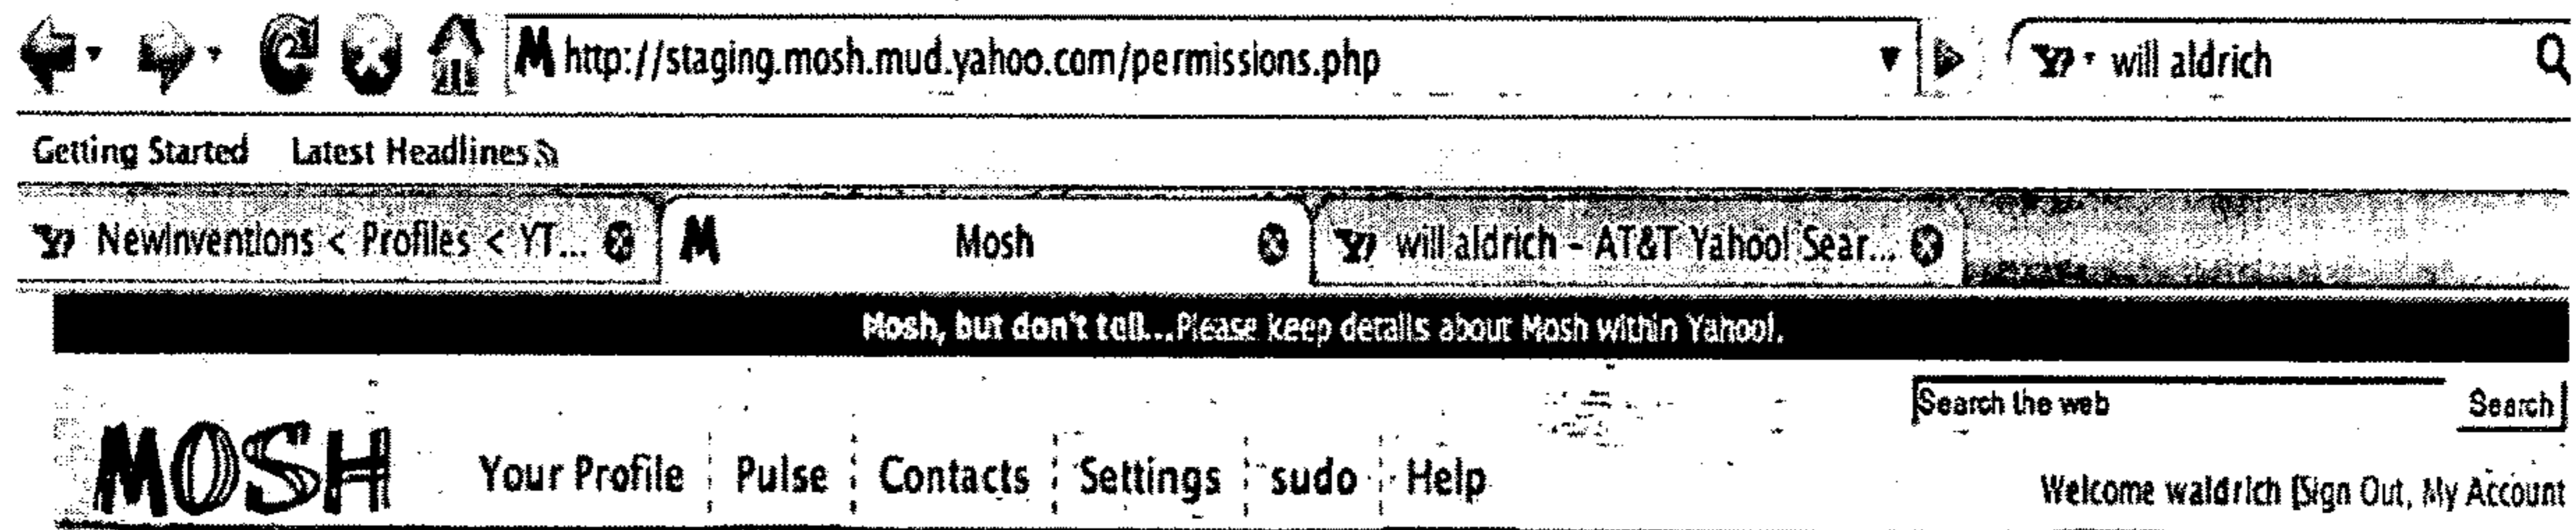 M http://staging.mosh.mud.yahoo.com/permissions.php will aldrich
Getting Started Latest Headlines
Y! NewInventions < Profiles < YT... M Mosh Y! will aldrich - AT&T Yahoo! Sear...
Mosh, but don't tell...Please keep details about Mosh within Yahoo!.
Search the web Search
MOSH Your Profile Pulse Contacts Settings sudo Help
Welcome waldrich [Sign Out, My Account